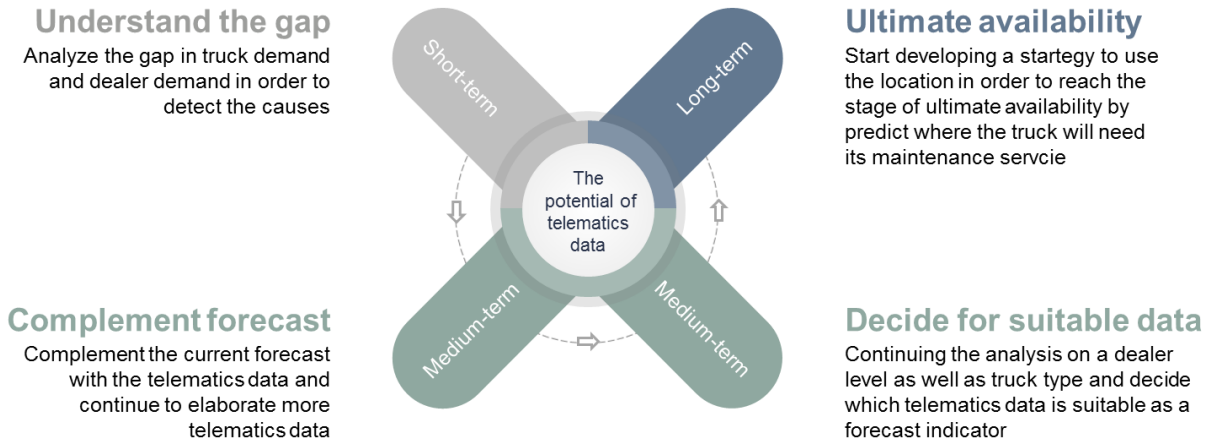 Understand the gap
Analyze the gap in truck demand
and dealer demand in order to
detect the causes
Short-term
Long-term
Ultimate availability
Start developing a startegy to use
the location in order to reach the
stage of ultimate availability by
predict where the truck will need
its maintenance servcie
The
potential of
telematics
data
Complement forecast
Complement the current forecast
with the telematics data and
continue to elaborate more
telematics data
Medium-term
Medium-term
Decide for suitable data
Continuing the analysis on a dealer
level as well as truck type and decide
which telematics data is suitable as a
forecast indicator